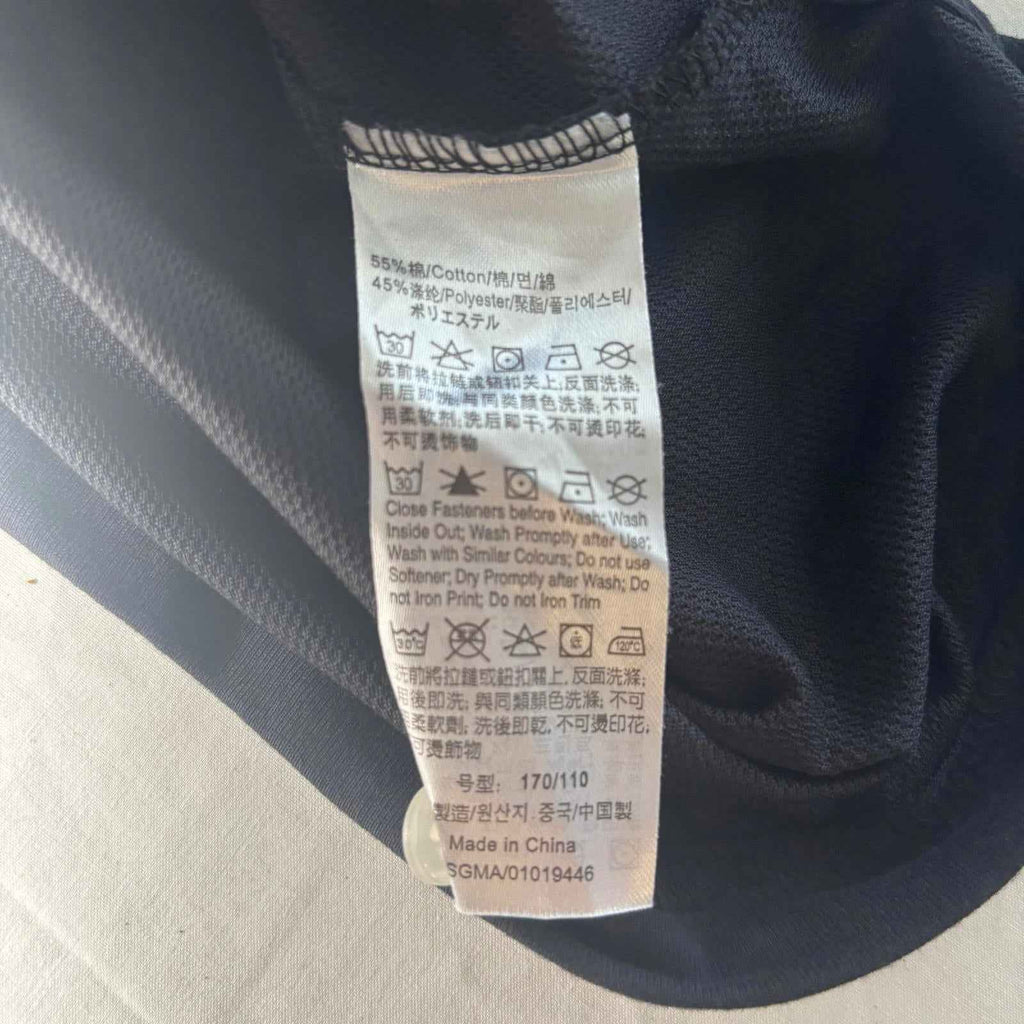 55%棉/Cotton/棉/면/綿
45%涤纶/Polyester/聚酯/폴리에스터/
ポリエステル
30
洗前將拉链或钮扣关上,反面洗涤;
用后即洗;与同类颜色洗涤;不可
用柔軟剂;洗后即干;不可烫印花;
不可烫饰物
30
Close Fasteners before Wash; Wash
Inside Out; Wash Promptly after Use;
Wash with Similar Colours; Do not use
Softener; Dry Promptly after Wash; Do
not Iron Print; Do not Iron Trim
30℃ 120℃
洗前將拉鏈或鈕扣關上,反面洗滌;
用後即洗; 與同類顏色洗滌; 不可
柔軟劑; 洗後即乾, 不可燙印花,
可燙飾物
号型: 170/110
製造/원산지.중국/中国製
Made in China
SGMA/01019446